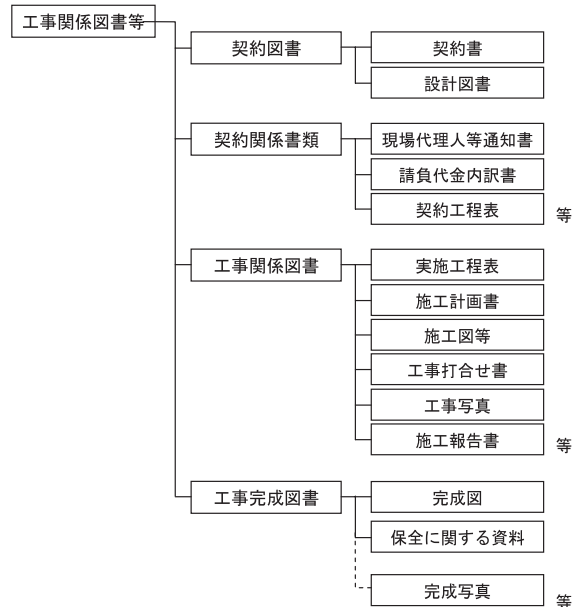 工事関係図書等
契約図書
契約書
設計図書
契約関係書類
現場代理人等通知書
請負代金内訳書
契約工程表 等
工事関係図書
実施工程表
施工計画書
施工図等
工事打合せ書
工事写真
施工報告書 等
工事完成図書
完成図
保全に関する資料
完成写真 等